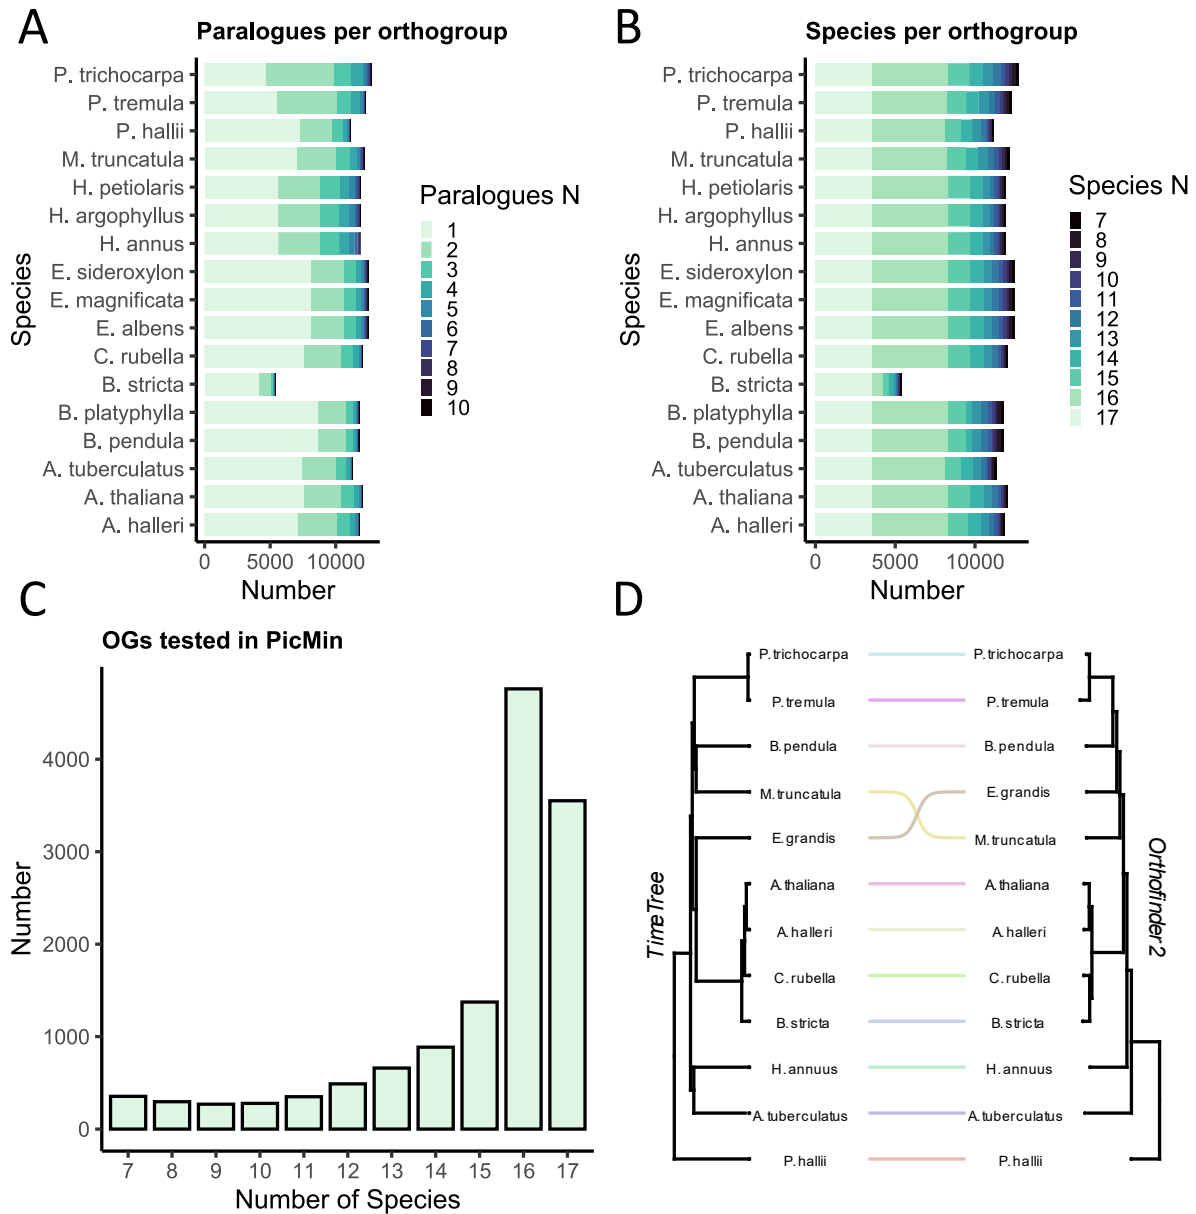 A
Paralogues per orthogroup
Species
P. trichocarpa
P. tremula
P. hallii
M. truncatula
H. petiolaris
H. argophyllus
H. annus
E. sideroxylon
E. magnificata
E. albens
C. rubella
B. stricta
B. platyphylla
B. pendula
A. tuberculatus
A. thaliana
A. halleri
0 5000 10000
Number
Paralogues N
1
2
3
4
5
6
7
8
9
10
B
Species per orthogroup
Species
P. trichocarpa
P. tremula
P. hallii
M. truncatula
H. petiolaris
H. argophyllus
H. annus
E. sideroxylon
E. magnificata
E. albens
C. rubella
B. stricta
B. platyphylla
B. pendula
A. tuberculatus
A. thaliana
A. halleri
0 5000 10000
Number
Species N
7
8
9
10
11
12
13
14
15
16
17
C
OGs tested in PicMin
Number
4000
3000
2000
1000
0
7 8 9 10 11 12 13 14 15 16 17
Number of Species
D
TimeTree
P.trichocarpa P.trichocarpa
P.tremula P.tremula
B.pendula B.pendula
M.truncatula E.grandis
E.grandis M.truncatula
A.thaliana A.thaliana
A.halleri A.halleri
C.rubella C.rubella
B.stricta B.stricta
H.annuus H.annuus
A.tuberculatus A.tuberculatus
P.hallii P.hallii
Orthofinder2